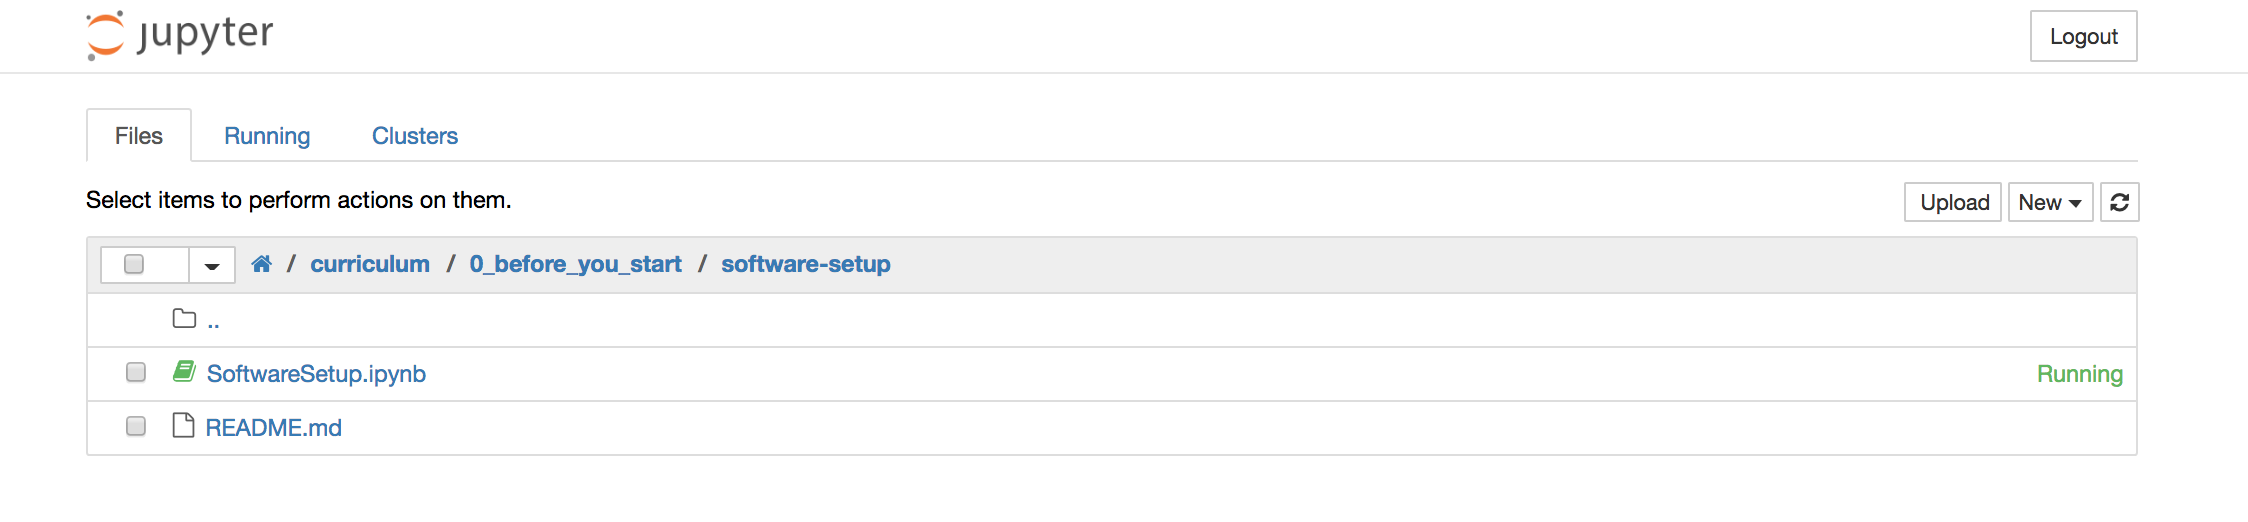 jupyter
Logout
Files Running Clusters
Select items to perform actions on them.
Upload New
/ curriculum / 0_before_you_start / software-setup
..
SoftwareSetup.ipynb Running
README.md